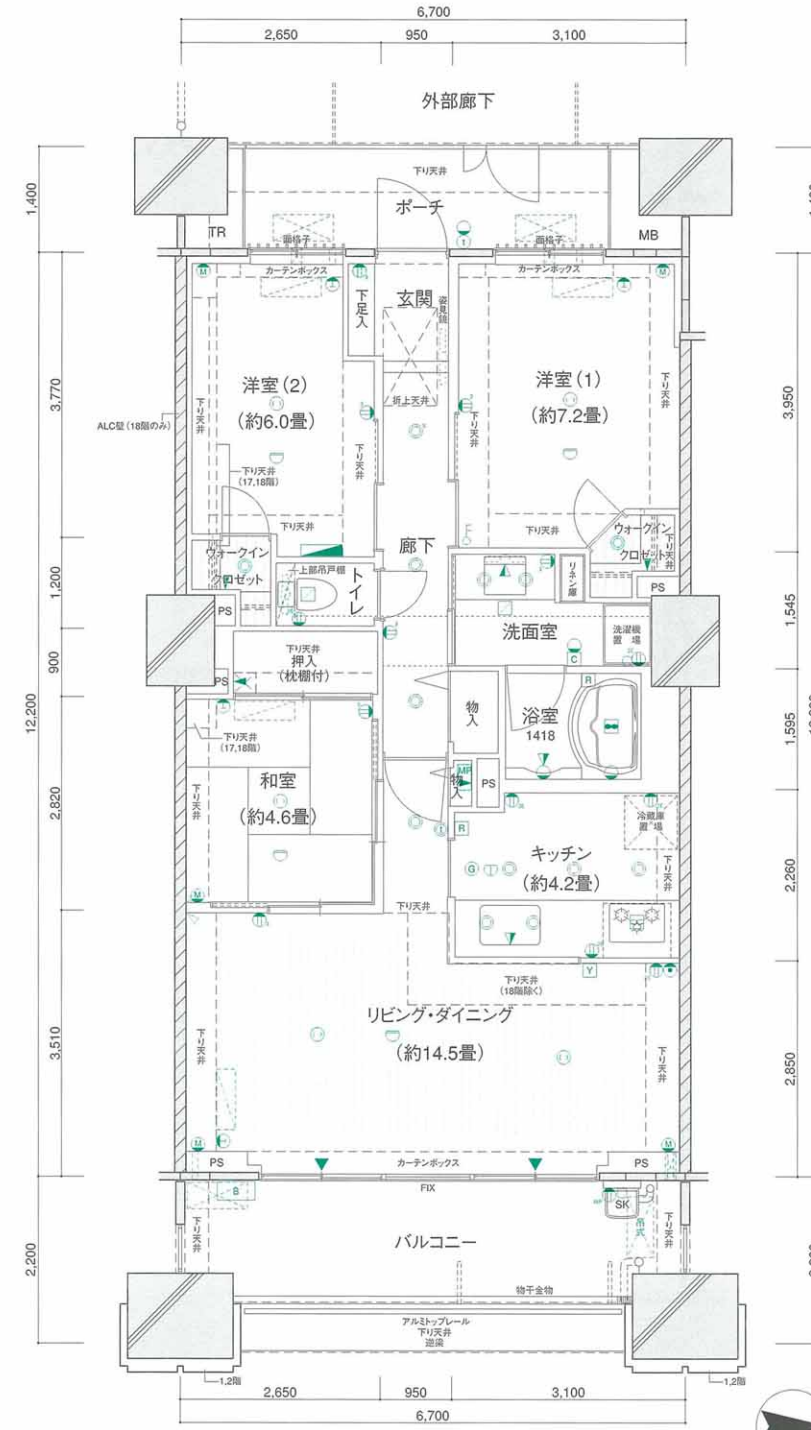 6,700
2,650 950 3,100
外部廊下
下り天井
ポーチ
1,400
TR
面格子
面格子
MB
M
カーテンボックス
カーテンボックス
M
下足入
玄関
姿見鏡
洋室(2)
(約6.0畳)
洋室(1)
(約7.2畳)
折上天井
3,770
3,950
下り天井
下り天井
下り天井
下り天井
ALC壁(18階のみ)
下り天井
(17,18階)
下り天井
下り天井
廊下
ウォークイン
クロゼット
上部吊戸棚
トイレ
リネン庫
ウォークイン
クロゼット
下り天井
1,200
1,545
PS
PS
洗面室
洗濯機
置場
C
900
下り天井
押入
(枕棚付)
PS
物入
R
浴室
1418
12,200
1,595
下り天井
(17,18階)
和室
(約4.6畳)
下り天井
物入
MP
PS
2,820
R
冷蔵庫
置場
キッチン
(約4.2畳)
G
下り天井
2,260
M
下り天井
Y
下り天井
(18階除く)
リビング・ダイニング
(約14.5畳)
3,510
2,850
下り天井
下り天井
M
M
PS
カーテンボックス
PS
FIX
B
SK
吊式
バルコニー
下り天井
下り天井
2,200
物干金物
アルミトップレール
下り天井
逆梁
1,2階
1,2階
2,650 950 3,100
6,700